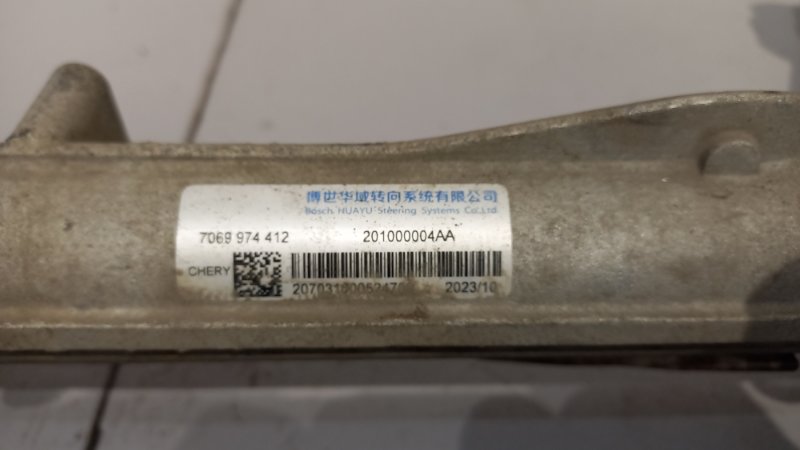 博世华域转向系统有限公司
Bosch HUAYU Steering Systems Co.,Ltd.
7069 974 412 201000004AA
CHERY
2023/10